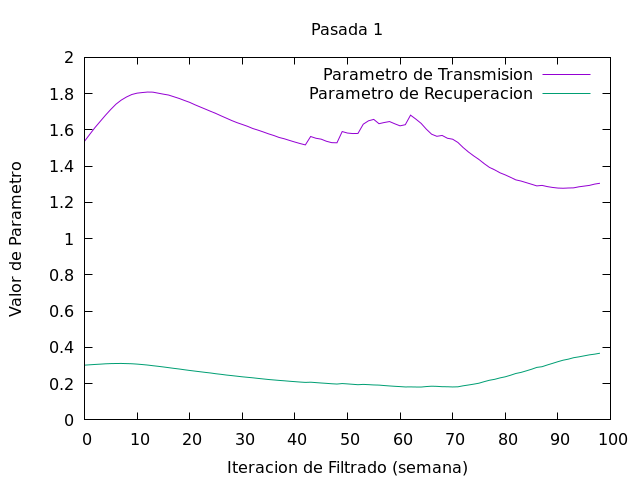 Pasada 1
Parametro de Transmision
Parametro de Recuperacion
Valor de Parametro
2
1.8
1.6
1.4
1.2
1
0.8
0.6
0.4
0.2
0
0 10 20 30 40 50 60 70 80 90 100
Iteracion de Filtrado (semana)